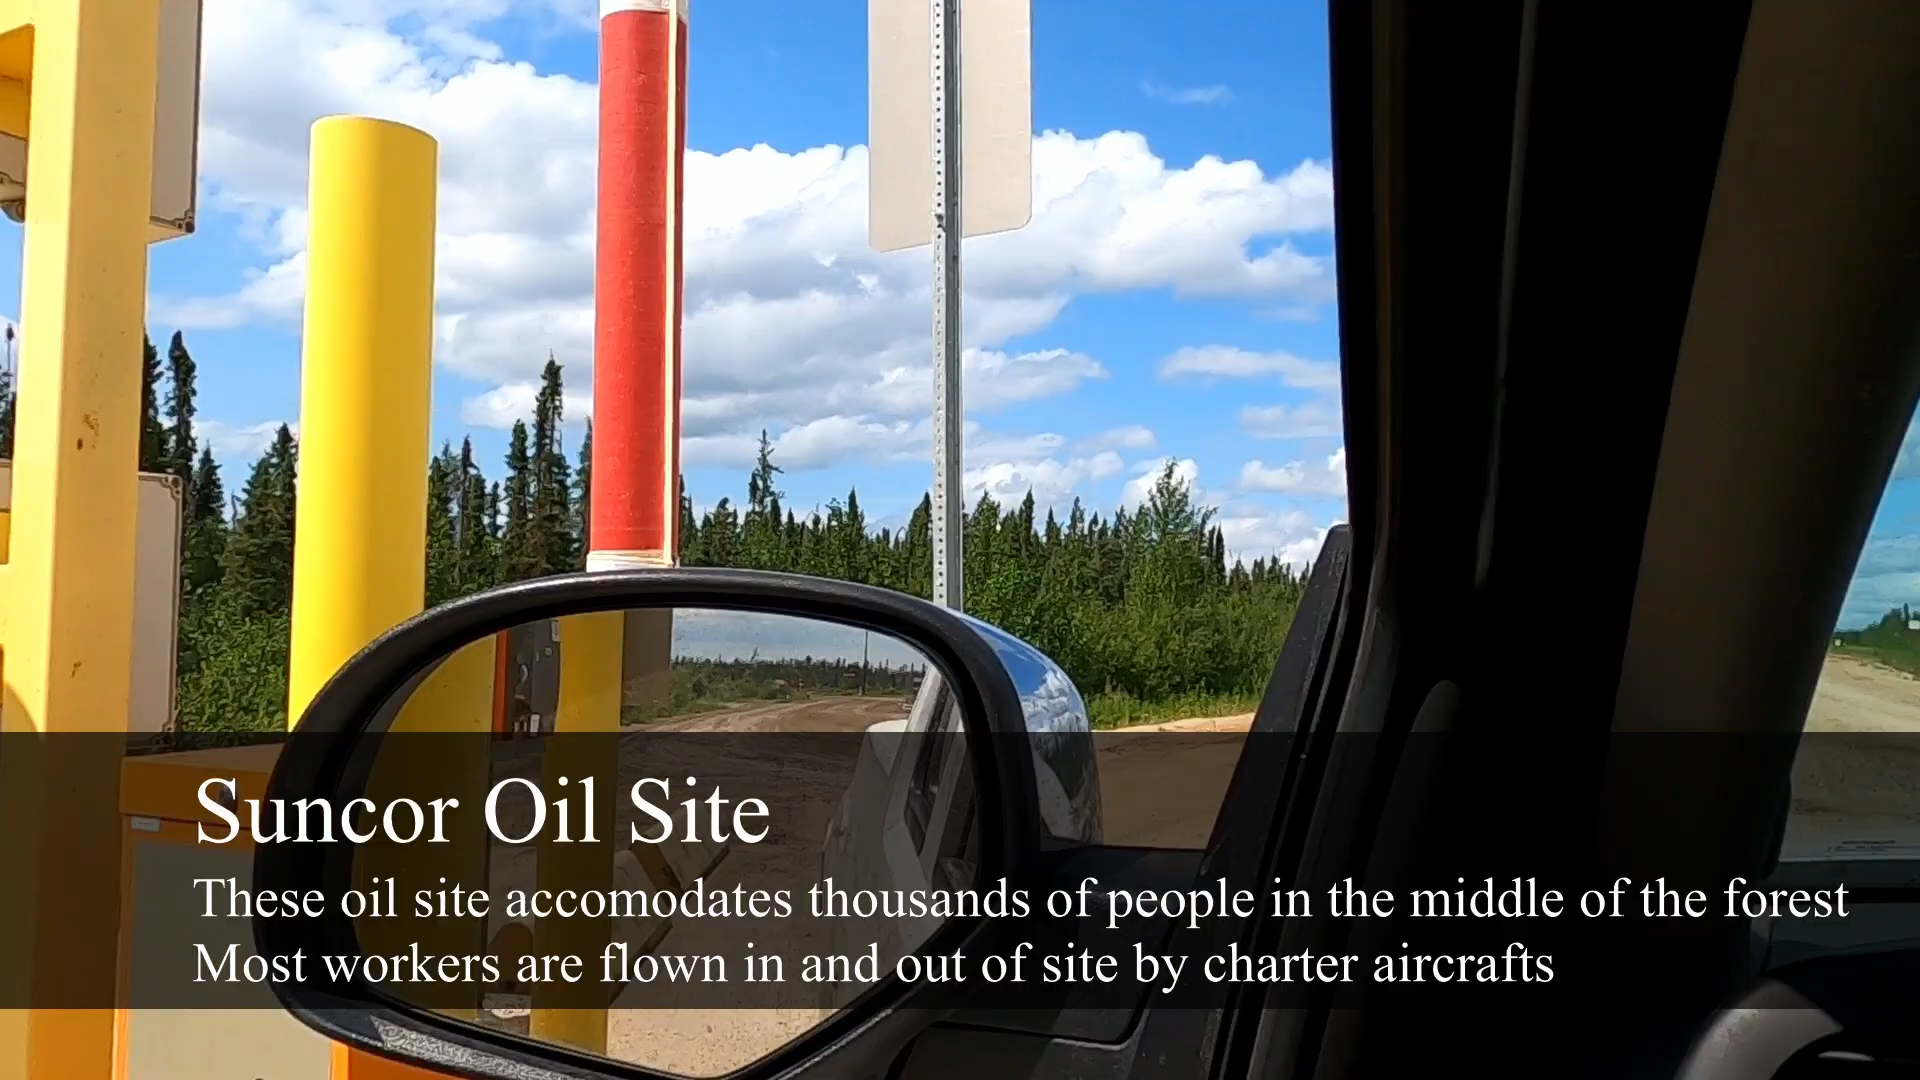 Suncor Oil Site
These oil site accomodates thousands of people in the middle of the forest
Most workers are flown in and out of site by charter aircrafts